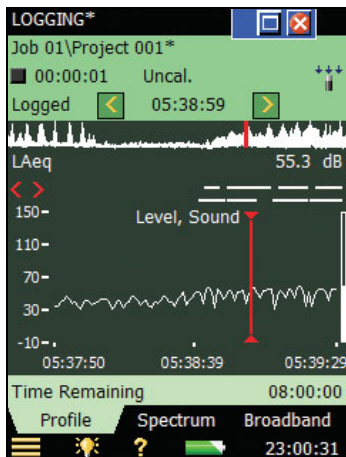 LOGGING*
Job 01\Project 001*
00:00:01 Uncal.
Logged < 05:38:59 >
LAeq 55.3 dB
< >
Level, Sound
150
110
70
30
-10
05:37:50 05:38:39 05:39:29
Time Remaining 08:00:00
Profile Spectrum Broadband
? 23:00:31